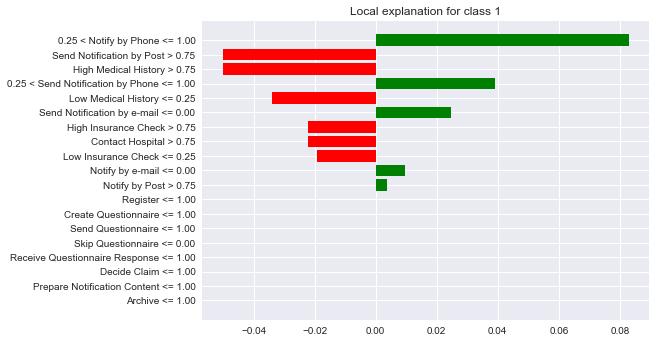 Local explanation for class 1
0.25 < Notify by Phone <= 1.00
Send Notification by Post > 0.75
High Medical History > 0.75
0.25 < Send Notification by Phone <= 1.00
Low Medical History <= 0.25
Send Notification by e-mail <= 0.00
High Insurance Check > 0.75
Contact Hospital > 0.75
Low Insurance Check <= 0.25
Notify by e-mail <= 0.00
Notify by Post > 0.75
Register <= 1.00
Create Questionnaire <= 1.00
Send Questionnaire <= 1.00
Skip Questionnaire <= 0.00
Receive Questionnaire Response <= 1.00
Decide Claim <= 1.00
Prepare Notification Content <= 1.00
Archive <= 1.00
−0.04 −0.02 0.00 0.02 0.04 0.06 0.08